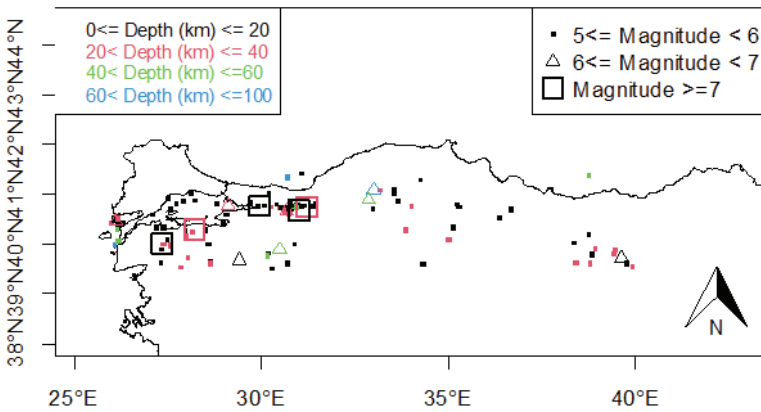 0<= Depth (km) <= 20
20< Depth (km) <= 40
40< Depth (km) <=60
60< Depth (km) <=100
5<= Magnitude < 6
6<= Magnitude < 7
Magnitude >=7
38°N39°N40°N41°N42°N43°N44°N
N
25°E 30°E 35°E 40°E